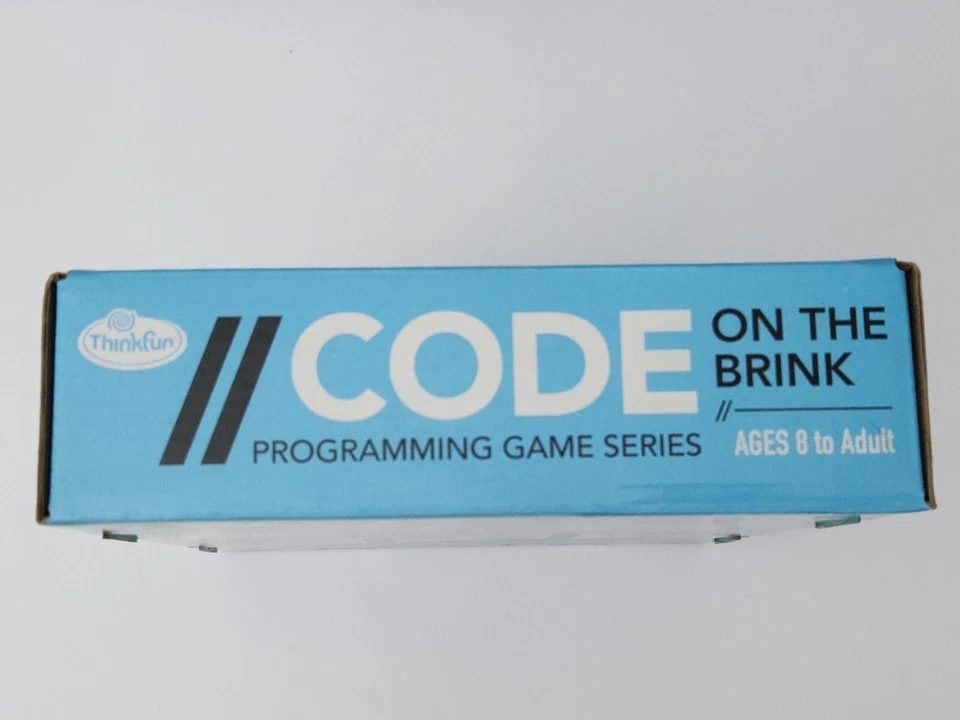 Thinkfun
//CODE
PROGRAMMING GAME SERIES
ON THE
BRINK
//
AGES 8 to Adult